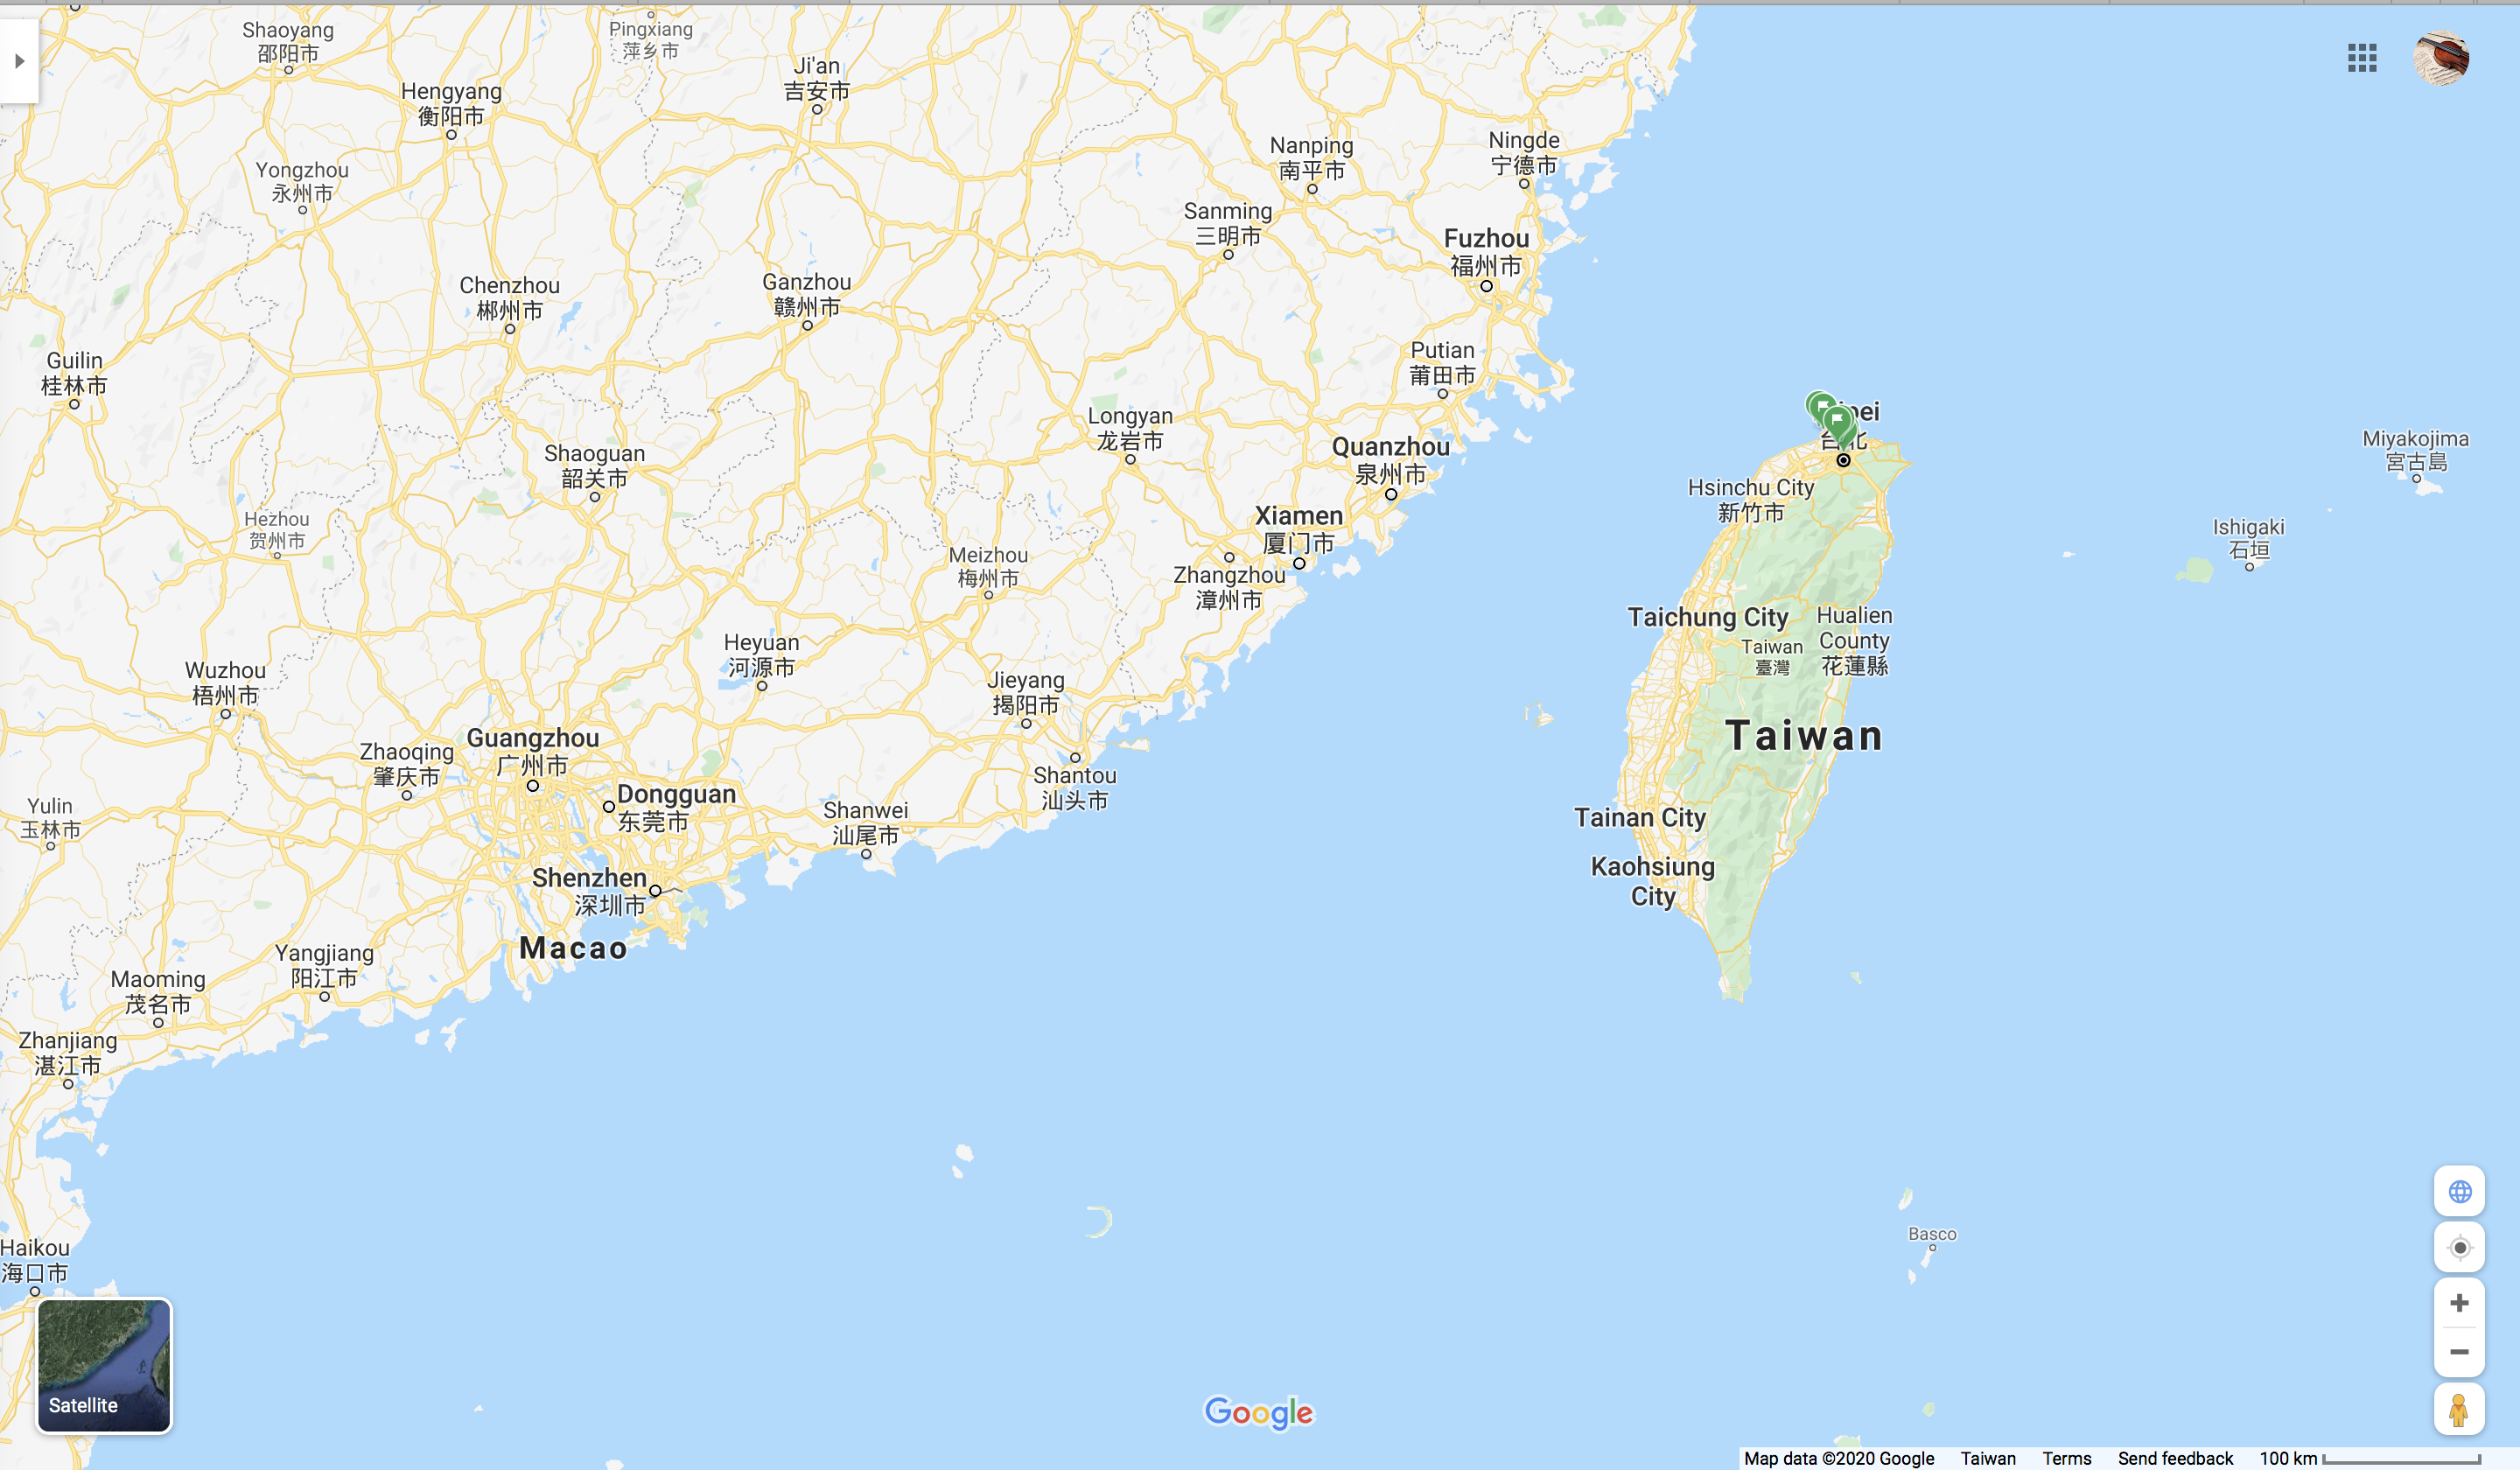 Shaoyang
邵阳市
Pingxiang
萍乡市
Ji'an
吉安市
Hengyang
衡阳市
Nanping
南平市
Ningde
宁德市
Yongzhou
永州市
Sanming
三明市
Fuzhou
福州市
Chenzhou
郴州市
Ganzhou
赣州市
Guilin
桂林市
Putian
莆田市
Longyan
龙岩市
Quanzhou
泉州市
Miyakojima
宮古島
Shaoguan
韶关市
Hsinchu City
新竹市
Hezhou
贺州市
Xiamen
厦门市
Ishigaki
石垣
Meizhou
梅州市
Zhangzhou
漳州市
Taichung City
Hualien
County
花蓮縣
Taiwan
臺灣
Heyuan
河源市
Wuzhou
梧州市
Jieyang
揭阳市
Taiwan
Guangzhou
广州市
Zhaoqing
肇庆市
Shantou
汕头市
Dongguan
东莞市
Yulin
玉林市
Shanwei
汕尾市
Tainan City
Kaohsiung
City
Shenzhen
深圳市
Macao
Yangjiang
阳江市
Maoming
茂名市
Zhanjiang
湛江市
Haikou
海口市
Basco
Satellite
Google
Map data ©2020 Google Taiwan Terms Send feedback 100 km